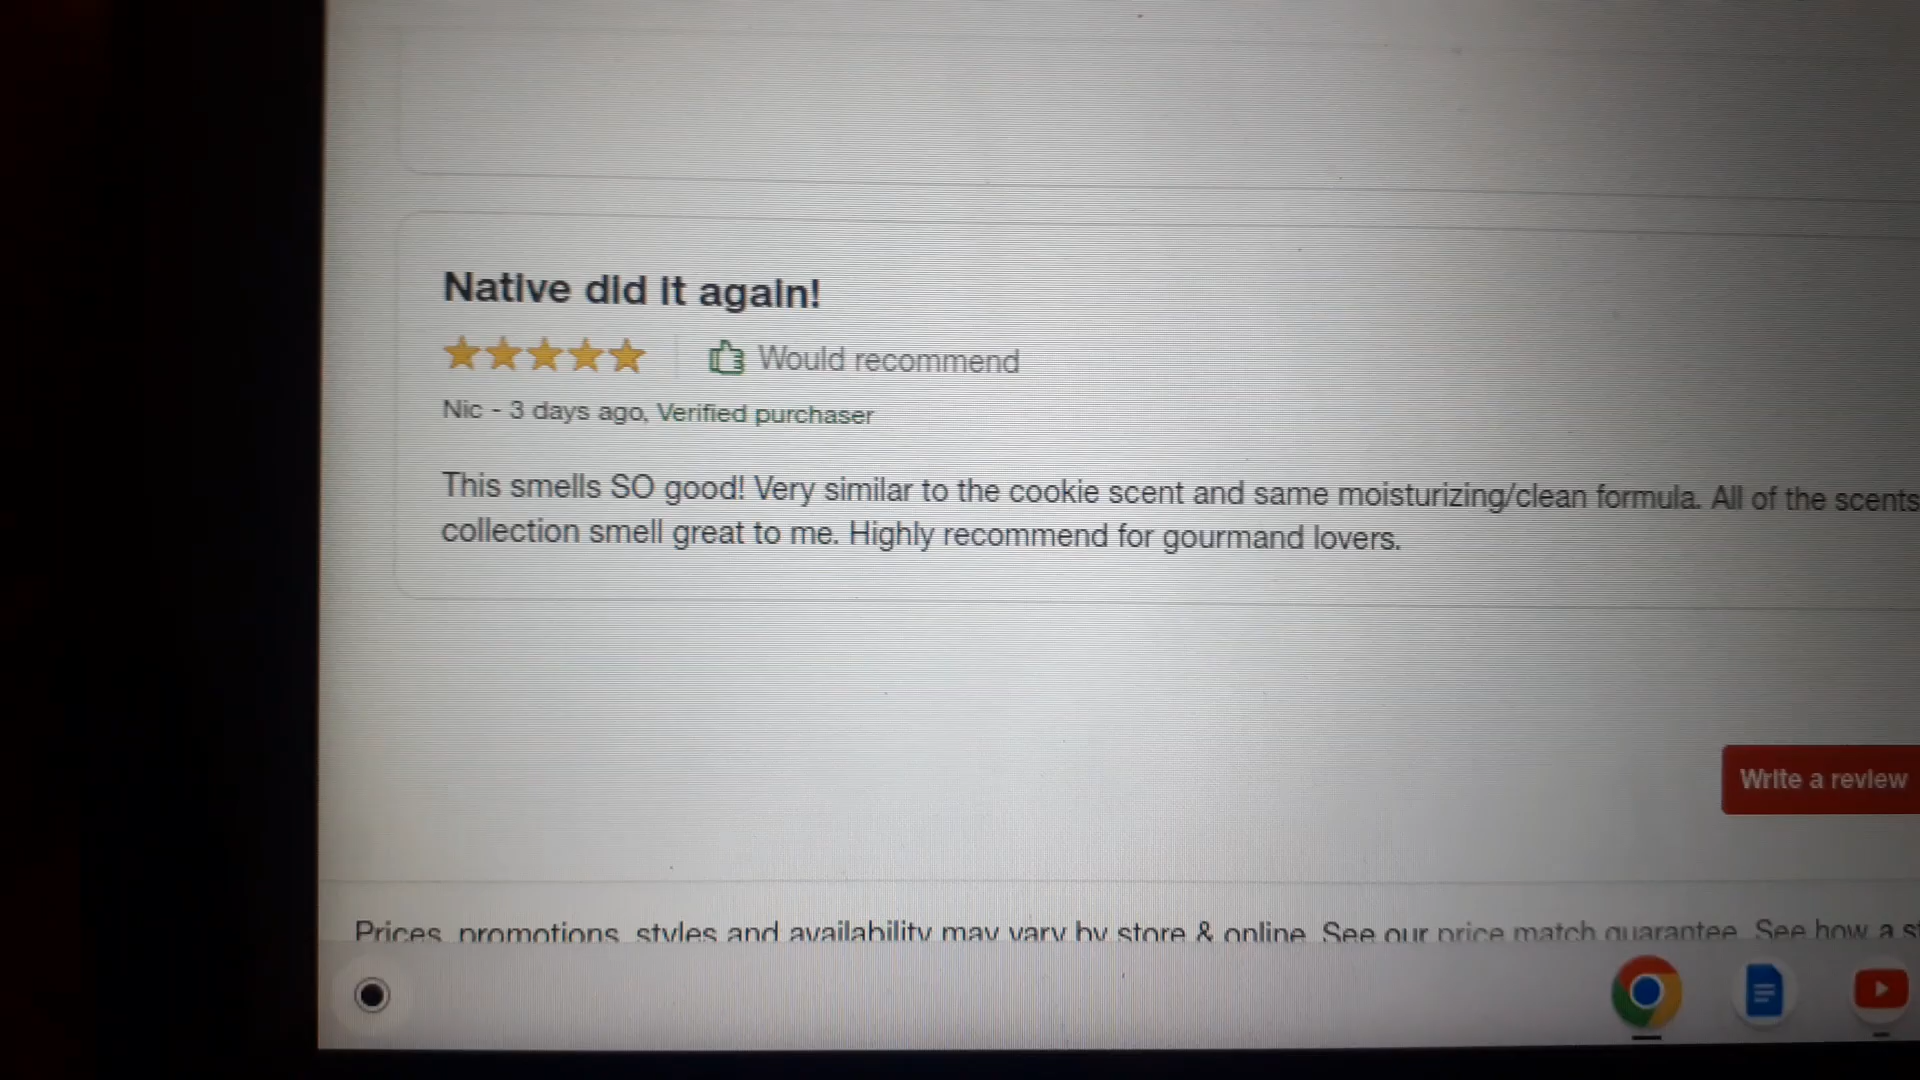 Native did it again!
Would recommend
Nic - 3 days ago, Verified purchaser
This smells SO good! Very similar to the cookie scent and same moisturizing/clean formula. All of the scents
collection smell great to me. Highly recommend for gourmand lovers.
Write a review
Prices, promotions, styles and availability may vary by store & online. See our price match guarantee. See how a